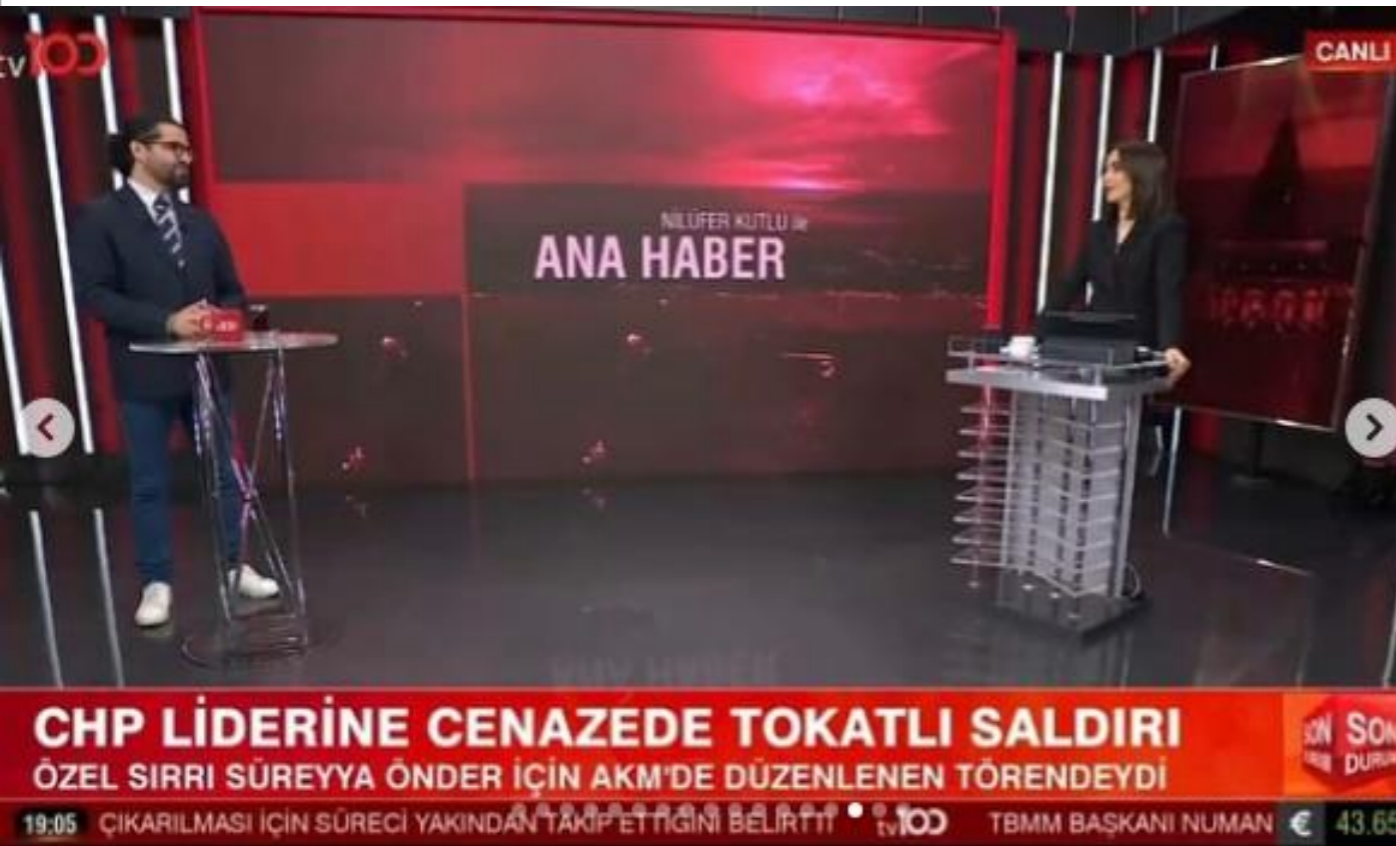 tv100
CANLI
NİLÜFER KUTLU ile
ANA HABER
CHP LİDERİNE CENAZEDE TOKATLI SALDIRI
ÖZEL SIRRI SÜREYYA ÖNDER İÇİN AKM'DE DÜZENLENEN TÖRENDEYDİ
SON
SON
DURUM
19:05 ÇIKARILMASI İÇİN SÜRECİ YAKINDAN TAKİP ETTİĞİNİ BELİRTTİ tv100 TBMM BAŞKANI NUMAN € 43.65